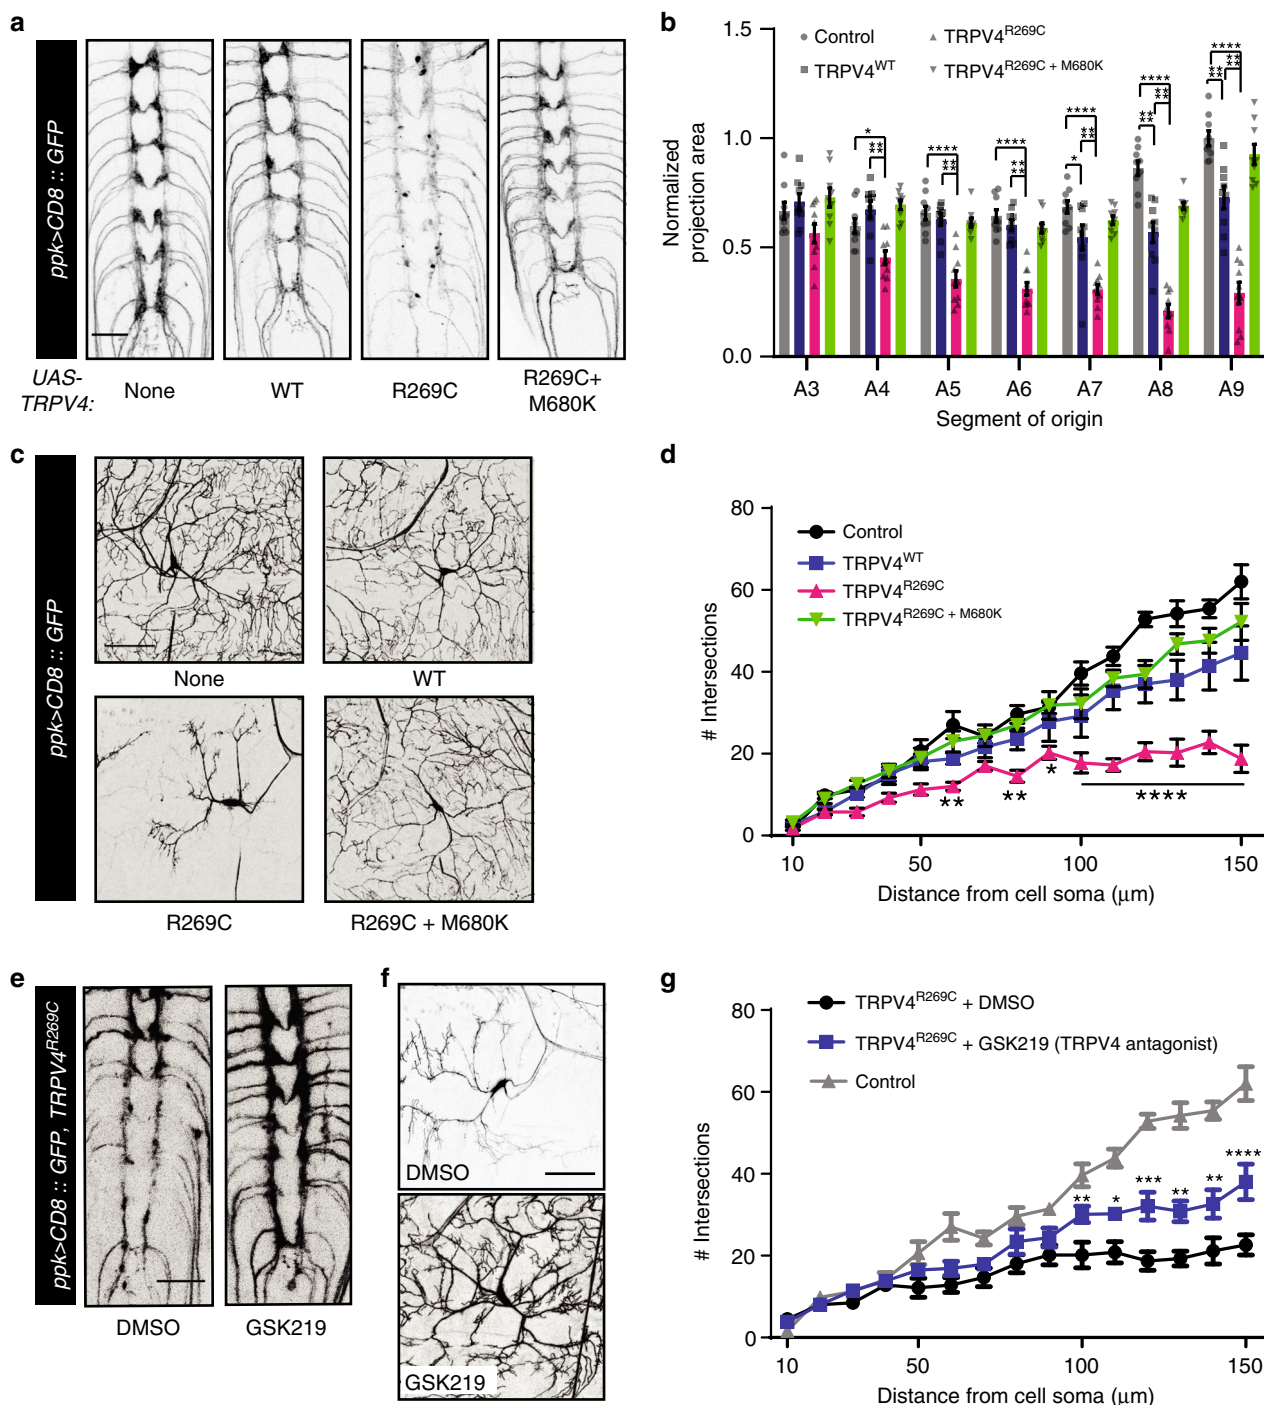 a
ppk>CD8 :: GFP
UAS-
TRPV4:
None
WT
R269C
R269C+
M680K
b
Control
TRPV4WT
TRPV4R269C
TRPV4R269C + M680K
Normalized
projection area
1.5
1.0
0.5
0.0
*
**
**
****
**
**
****
**
**
*
****
**
**
**
**
****
**
**
**
**
****
**
**
A3 A4 A5 A6 A7 A8 A9
Segment of origin
c
ppk>CD8 :: GFP
None
WT
R269C
R269C + M680K
d
Control
TRPV4WT
TRPV4R269C
TRPV4R269C + M680K
# Intersections
80
60
40
20
0
**
**
*
****
10 50 100 150
Distance from cell soma (μm)
e
ppk>CD8 :: GFP, TRPV4R269C
DMSO
GSK219
f
DMSO
GSK219
g
TRPV4R269C + DMSO
TRPV4R269C + GSK219 (TRPV4 antagonist)
Control
# Intersections
80
60
40
20
0
**
*
***
**
**
****
10 50 100 150
Distance from cell soma (μm)